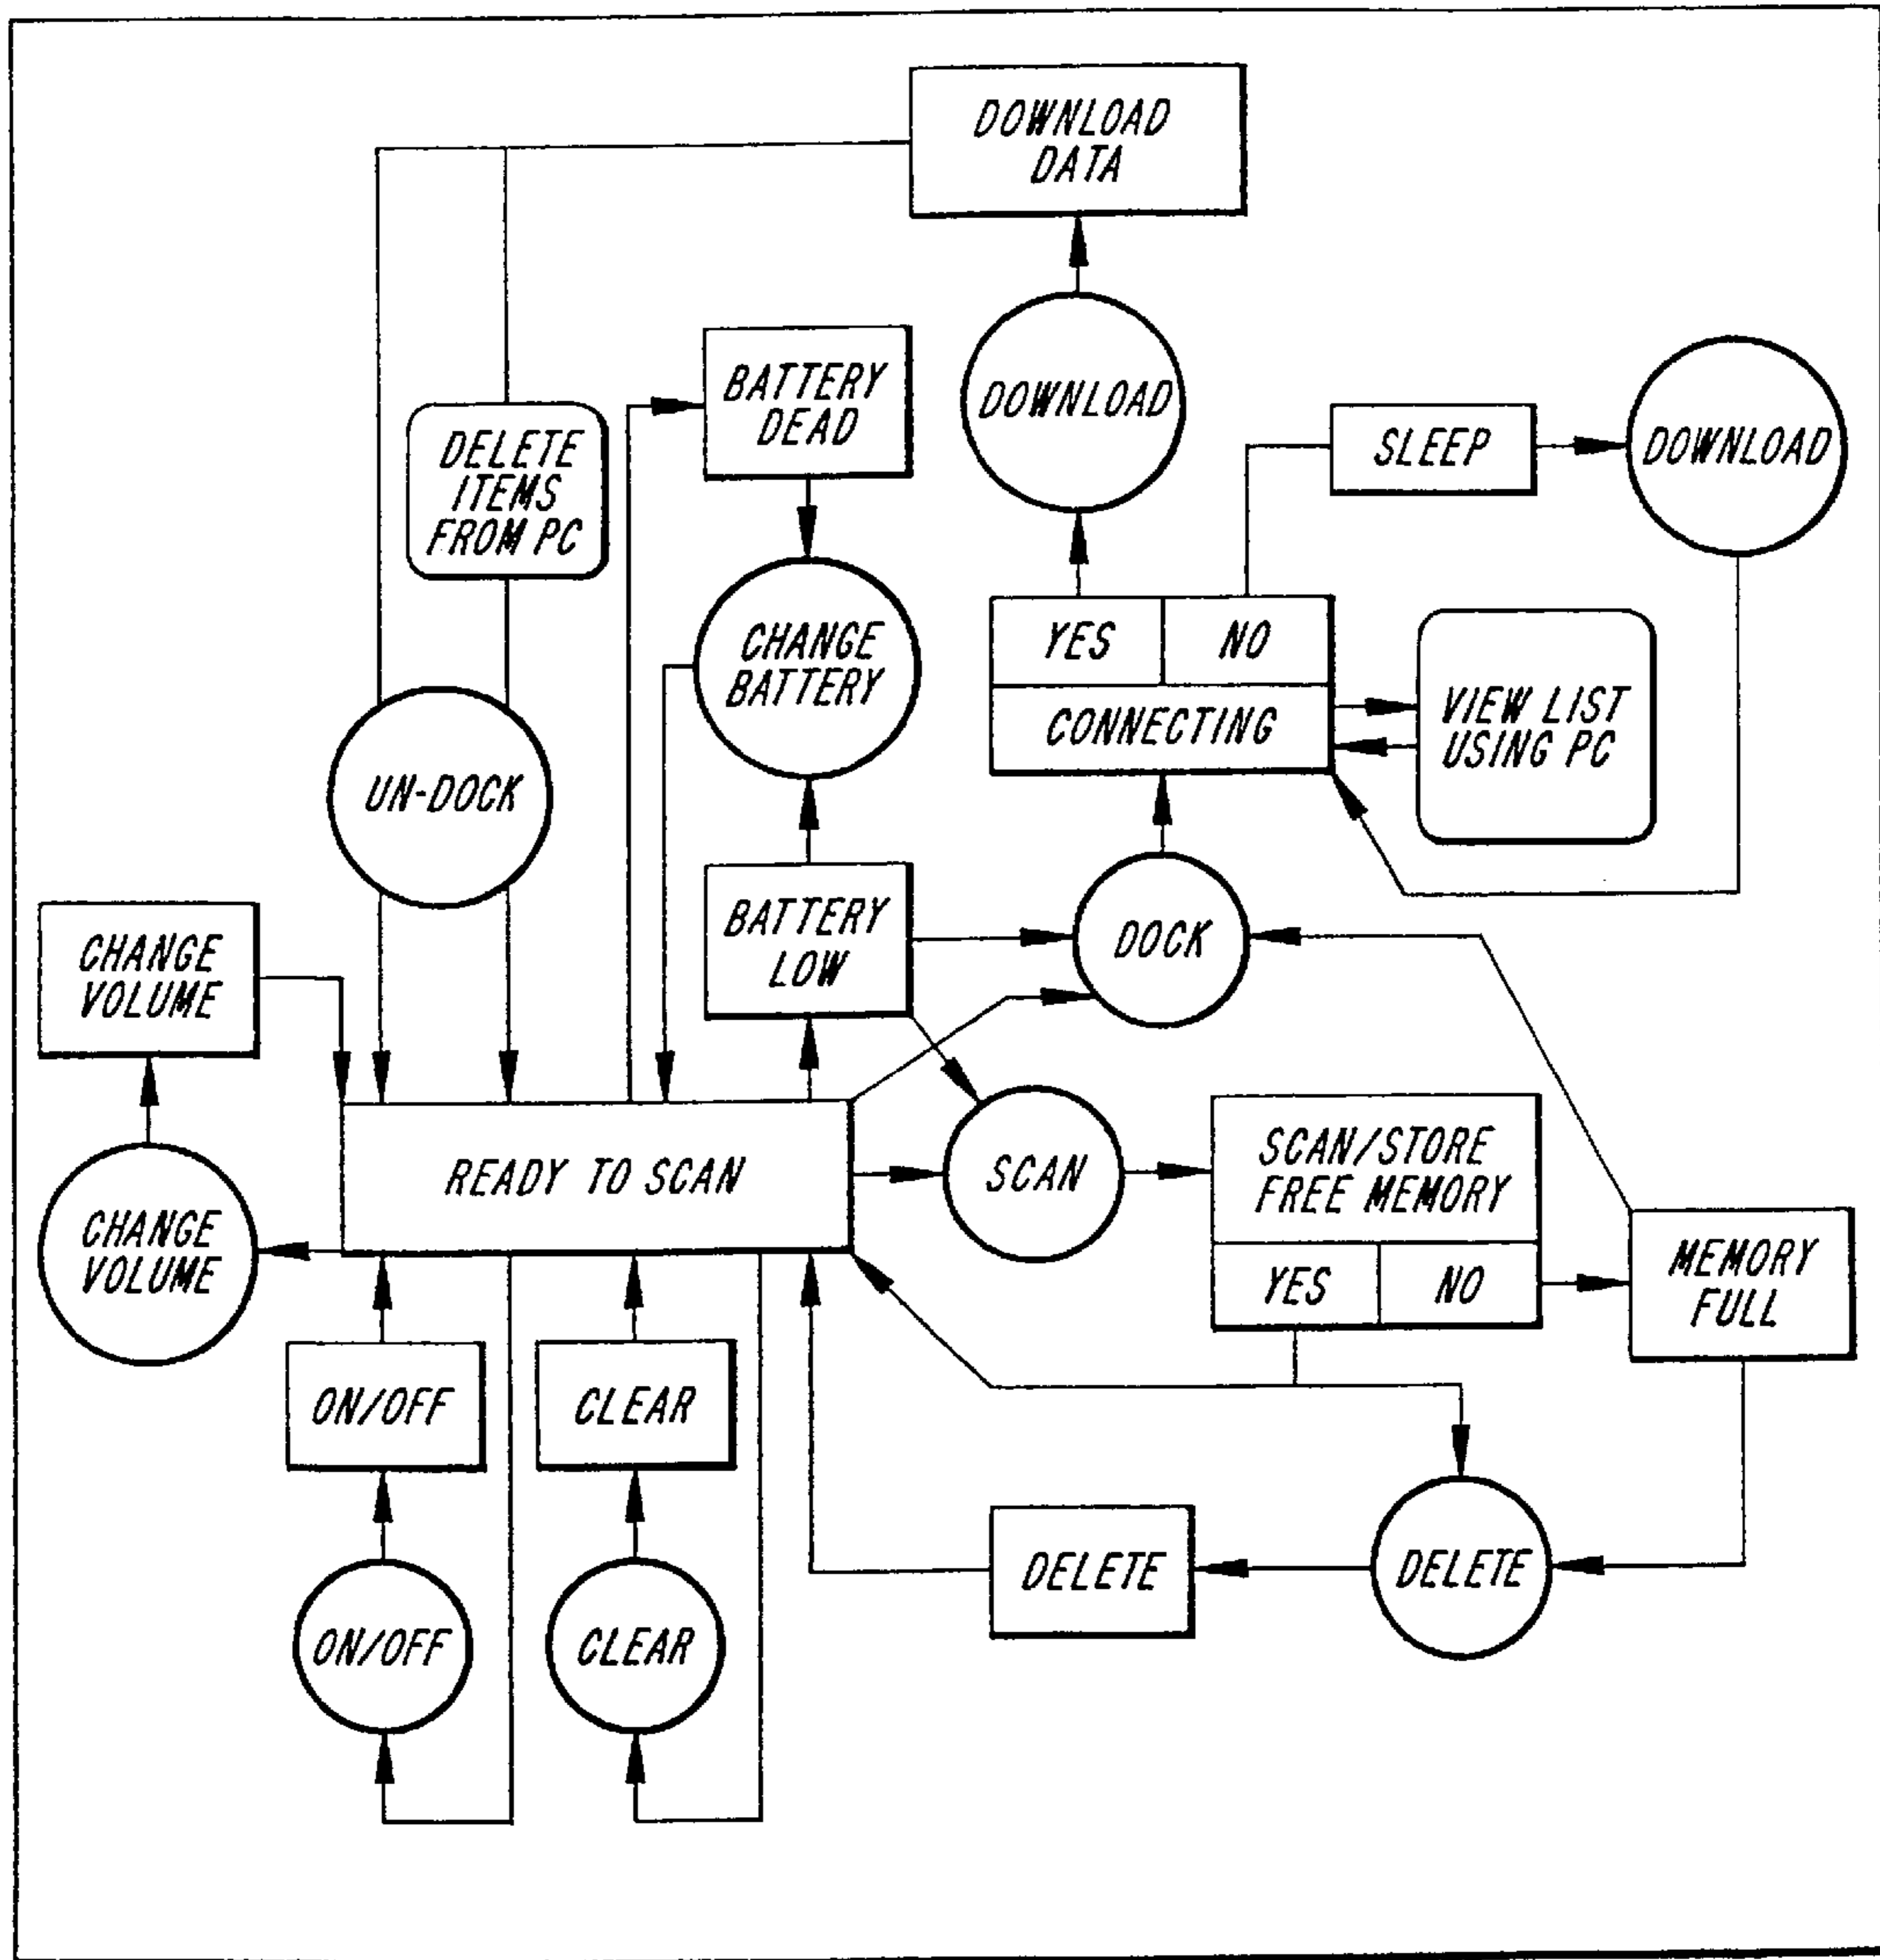 DOWNLOAD
DATA
BATTERY
DEAD
DOWNLOAD
SLEEP
DOWNLOAD
DELETE
ITEMS
FROM PC
CHANGE
BATTERY
YES
NO
CONNECTING
VIEW LIST
USING PC
UN-DOCK
BATTERY
LOW
DOCK
CHANGE
VOLUME
READY TO SCAN
SCAN
SCAN/STORE
FREE MEMORY
YES
NO
MEMORY
FULL
CHANGE
VOLUME
ON/OFF
CLEAR
DELETE
DELETE
ON/OFF
CLEAR